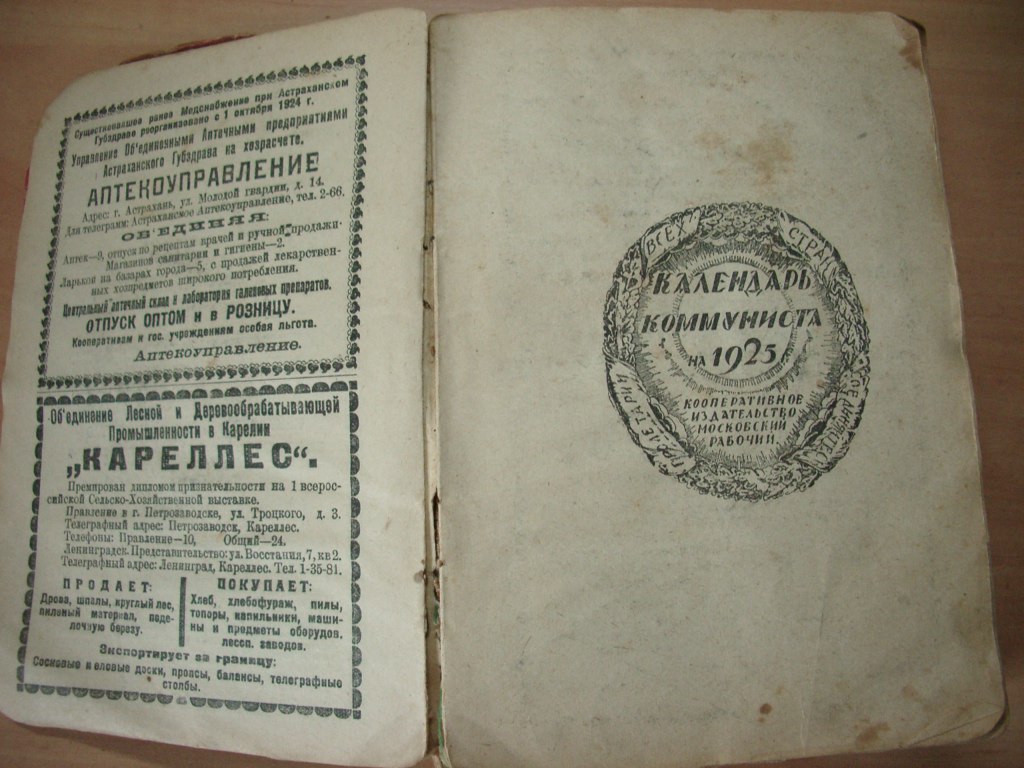 Существовавшее ранее Медснабжение при Астраханском
Губздраве реорганизовано с 1 октября 1924 г.
Управление Об'единенными Аптечными предприятиями
Астраханского Губздрава на хозрасчете.
АПТЕКОУПРАВЛЕНИЕ
Адрес: г. Астрахань, ул. Молодой гвардии, д. 14.
Для телеграмм: Астраханское Аптекоуправление, тел. 2-66.
ОБ'ЕДИНЯЯ:
Аптек—9, отпуск по рецептам врачей и ручной продажи.
Магазинов санитарии и гигиены—2.
Ларьков на базарах города—5, с продажей лекарствен-
ных хозпредметов широкого потребления.
Центральный аптечный склад и лаборатория галеновых препаратов.
ОТПУСК ОПТОМ И В РОЗНИЦУ.
Кооперативам и гос. учреждениям особая льгота.
Аптекоуправление.
Об'единение Лесной и Деревообрабатывающей
Промышленности в Карелии
„КАРЕЛЛЕС“.
Премирован дипломом признательности на 1 всерос-
сийской Сельско-Хозяйственной выставке.
Правление в г. Петрозаводске, ул. Троцкого, д. 3.
Телеграфный адрес: Петрозаводск, Кареллес.
Телефоны: Правление—10, Общий—24.
Ленинградск. Представительство: ул. Восстания, 7, кв 2.
Телеграфный адрес: Ленинград, Кареллес. Тел. 1-35-81.
ПРОДАЕТ:
Дрова, шпалы, круглый лес,
пиленый материал, поде-
лочную березу.
ПОКУПАЕТ:
Хлеб, хлебофураж, пилы,
топоры, напильники, маши-
ны и предметы оборудов.
лесоп. заводов.
Экспортирует за границу:
Сосновые и еловые доски, пропсы, балансы, телеграфные
столбы.
ПРОЛЕТАРИИ ВСЕХ СТРАН СОЕДИНЯЙТЕСЬ
КАЛЕНДАРЬ
КОММУНИСТА
НА 1925 г.
КООПЕРАТИВНОЕ
ИЗДАТЕЛЬСТВО
МОСКОВСКИЙ
РАБОЧИЙ